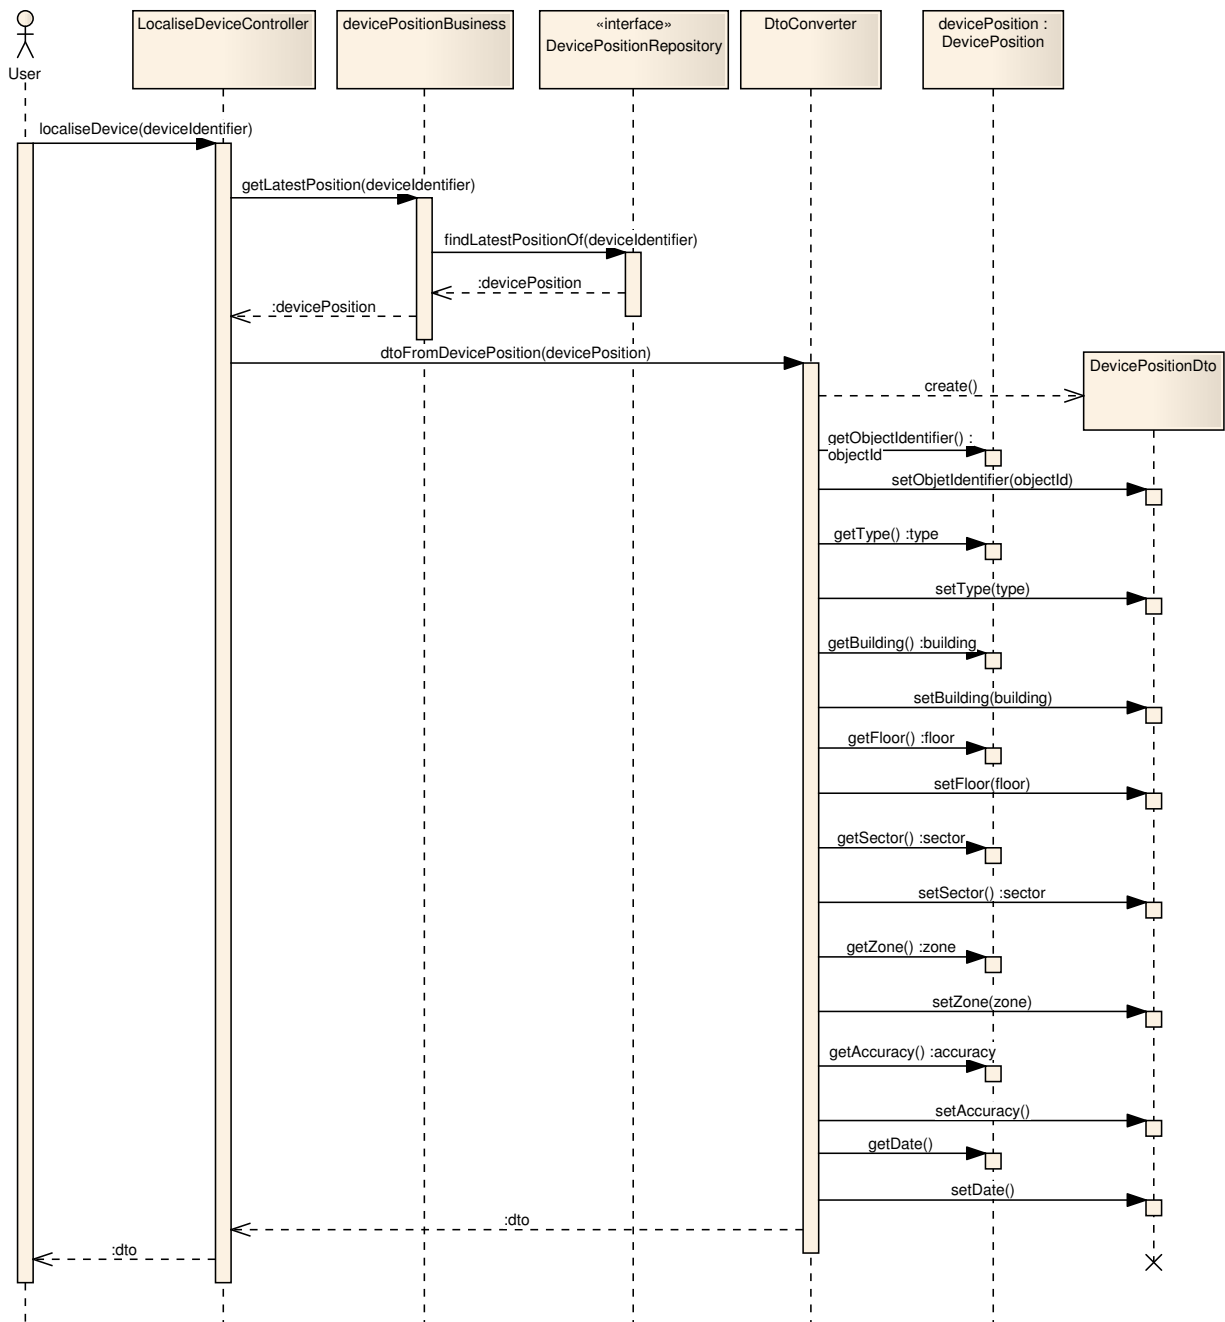 User
LocaliseDeviceController
devicePositionBusiness
«interface»
DevicePositionRepository
DtoConverter
devicePosition :
DevicePosition
localiseDevice(deviceIdentifier)
getLatestPosition(deviceIdentifier)
findLatestPositionOf(deviceIdentifier)
:devicePosition
:devicePosition
dtoFromDevicePosition(devicePosition)
DevicePositionDto
create()
getObjectIdentifier() :
objectId
setObjetIdentifier(objectId)
getType() :type
setType(type)
getBuilding() :building
setBuilding(building)
getFloor() :floor
setFloor(floor)
getSector() :sector
setSector() :sector
getZone() :zone
setZone(zone)
getAccuracy() :accuracy
setAccuracy()
getDate()
setDate()
:dto
:dto